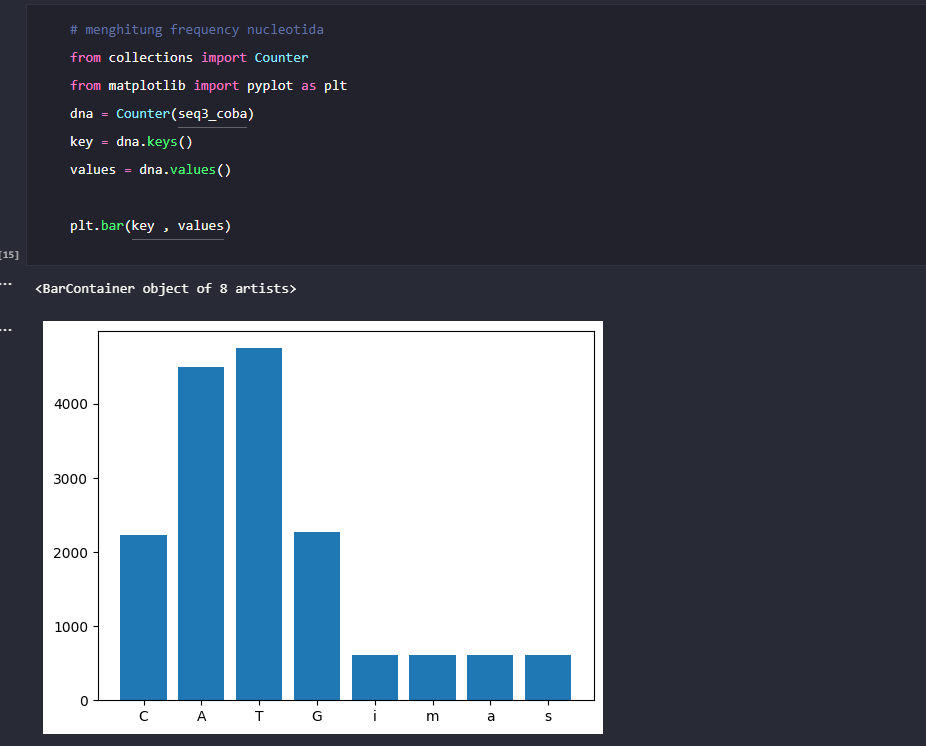 # menghitung frequency nucleotida
from collections import Counter
from matplotlib import pyplot as plt
dna = Counter(seq3_coba)
key = dna.keys()
values = dna.values()
plt.bar(key , values)
[15]
... <BarContainer object of 8 artists>
...
4000
3000
2000
1000
0
C A T G i m a s